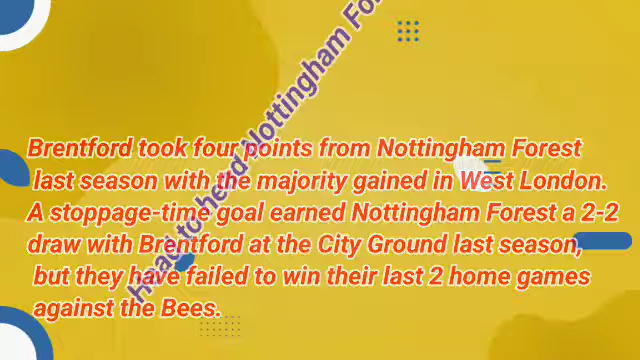 Head to head Nottingham For
Brentford took four points from Nottingham Forest
last season with the majority gained in West London.
A stoppage-time goal earned Nottingham Forest a 2-2
draw with Brentford at the City Ground last season,
but they have failed to win their last 2 home games
against the Bees.